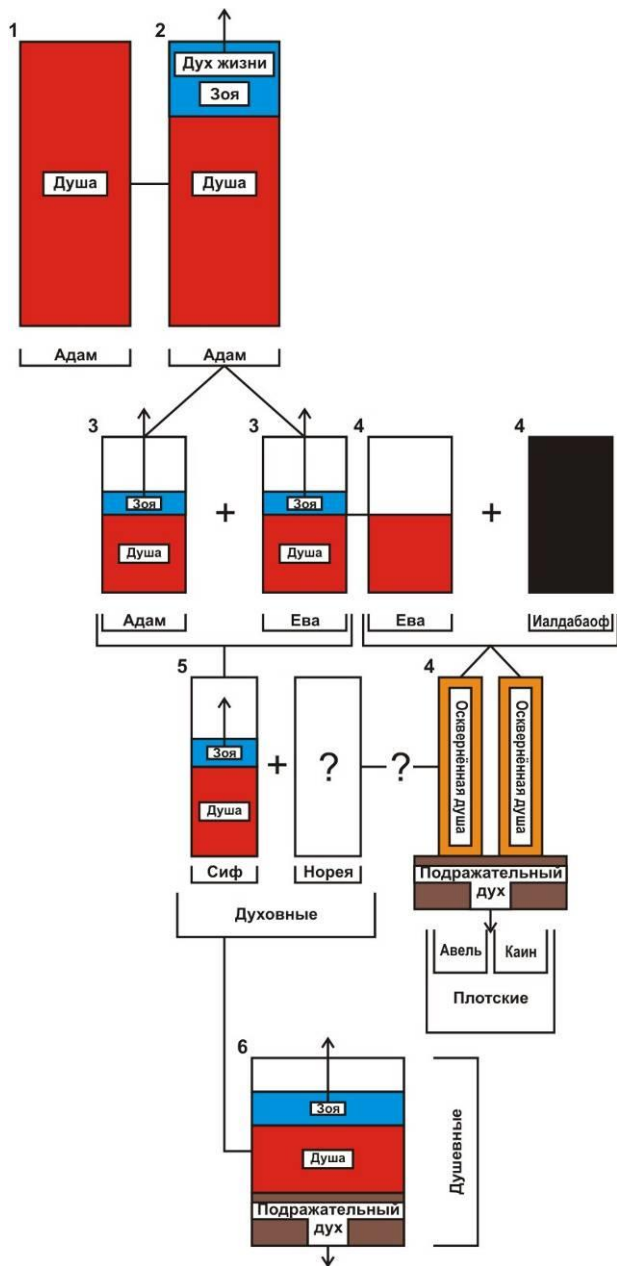 1
2
Дух жизни
Зоя
Душа
Душа
Адам
Адам
3
3
4
4
Зоя
Душа
+
Зоя
Душа
+
Адам
Ева
Ева
Иалдабаоф
5
4
Зоя
Душа
+
?
?
Осквернённая душа
Осквернённая душа
Сиф
Норея
Подражательный
дух
Духовные
Авель
Каин
Плотские
6
Зоя
Душа
Подражательный
дух
Душевные